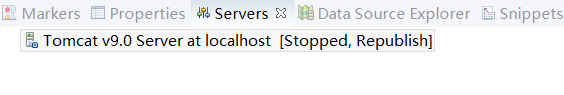 Markers Properties Servers Data Source Explorer Snippets
Tomcat v9.0 Server at localhost [Stopped, Republish]